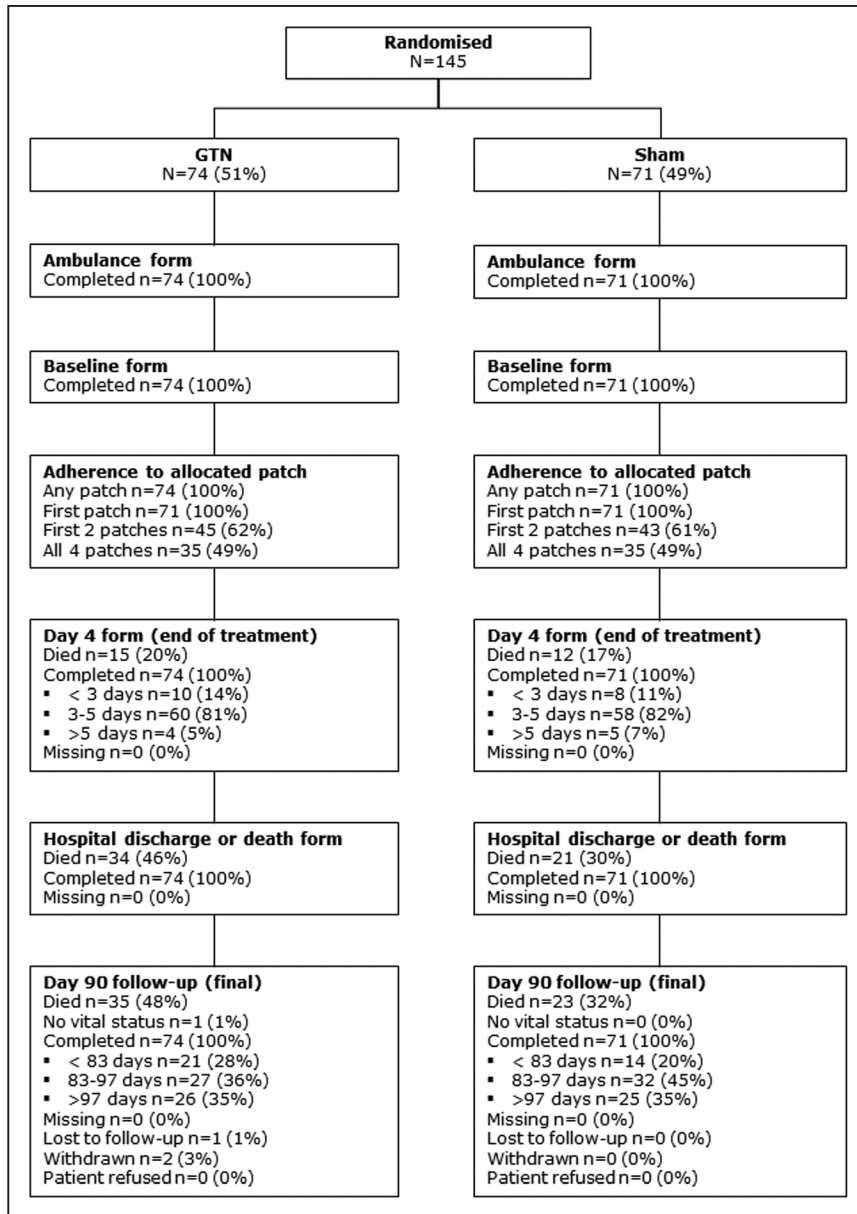 Randomised
N=145
GTN
N=74 (51%)
Sham
N=71 (49%)
Ambulance form
Completed n=74 (100%)
Ambulance form
Completed n=71 (100%)
Baseline form
Completed n=74 (100%)
Baseline form
Completed n=71 (100%)
Adherence to allocated patch
Any patch n=74 (100%)
First patch n=71 (100%)
First 2 patches n=45 (62%)
All 4 patches n=35 (49%)
Adherence to allocated patch
Any patch n=71 (100%)
First patch n=71 (100%)
First 2 patches n=43 (61%)
All 4 patches n=35 (49%)
Day 4 form (end of treatment)
Died n=15 (20%)
Completed n=74 (100%)
▪ < 3 days n=10 (14%)
▪ 3-5 days n=60 (81%)
▪ >5 days n=4 (5%)
Missing n=0 (0%)
Day 4 form (end of treatment)
Died n=12 (17%)
Completed n=71 (100%)
▪ < 3 days n=8 (11%)
▪ 3-5 days n=58 (82%)
▪ >5 days n=5 (7%)
Missing n=0 (0%)
Hospital discharge or death form
Died n=34 (46%)
Completed n=74 (100%)
Missing n=0 (0%)
Hospital discharge or death form
Died n=21 (30%)
Completed n=71 (100%)
Missing n=0 (0%)
Day 90 follow-up (final)
Died n=35 (48%)
No vital status n=1 (1%)
Completed n=74 (100%)
▪ < 83 days n=21 (28%)
▪ 83-97 days n=27 (36%)
▪ >97 days n=26 (35%)
Missing n=0 (0%)
Lost to follow-up n=1 (1%)
Withdrawn n=2 (3%)
Patient refused n=0 (0%)
Day 90 follow-up (final)
Died n=23 (32%)
No vital status n=0 (0%)
Completed n=71 (100%)
▪ < 83 days n=14 (20%)
▪ 83-97 days n=32 (45%)
▪ >97 days n=25 (35%)
Missing n=0 (0%)
Lost to follow-up n=0 (0%)
Withdrawn n=0 (0%)
Patient refused n=0 (0%)